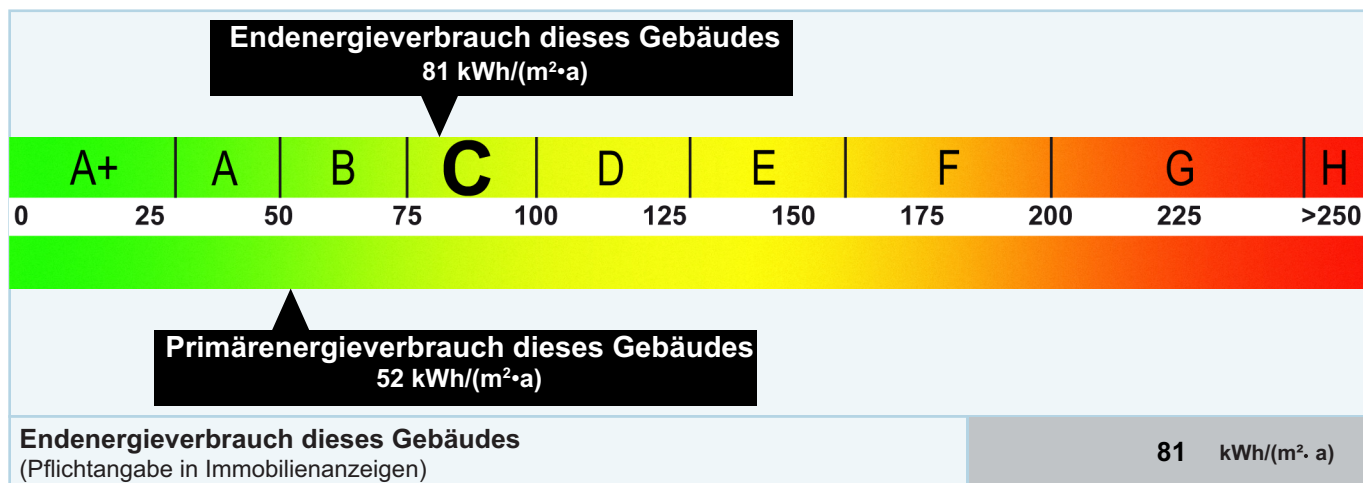 Endenergieverbrauch dieses Gebäudes
81 kWh/(m²•a)
A+ A B C D E F G H
0 25 50 75 100 125 150 175 200 225 >250
Primärenergieverbrauch dieses Gebäudes
52 kWh/(m²•a)
Endenergieverbrauch dieses Gebäudes
(Pflichtangabe in Immobilienanzeigen)
81 kWh/(m²· a)